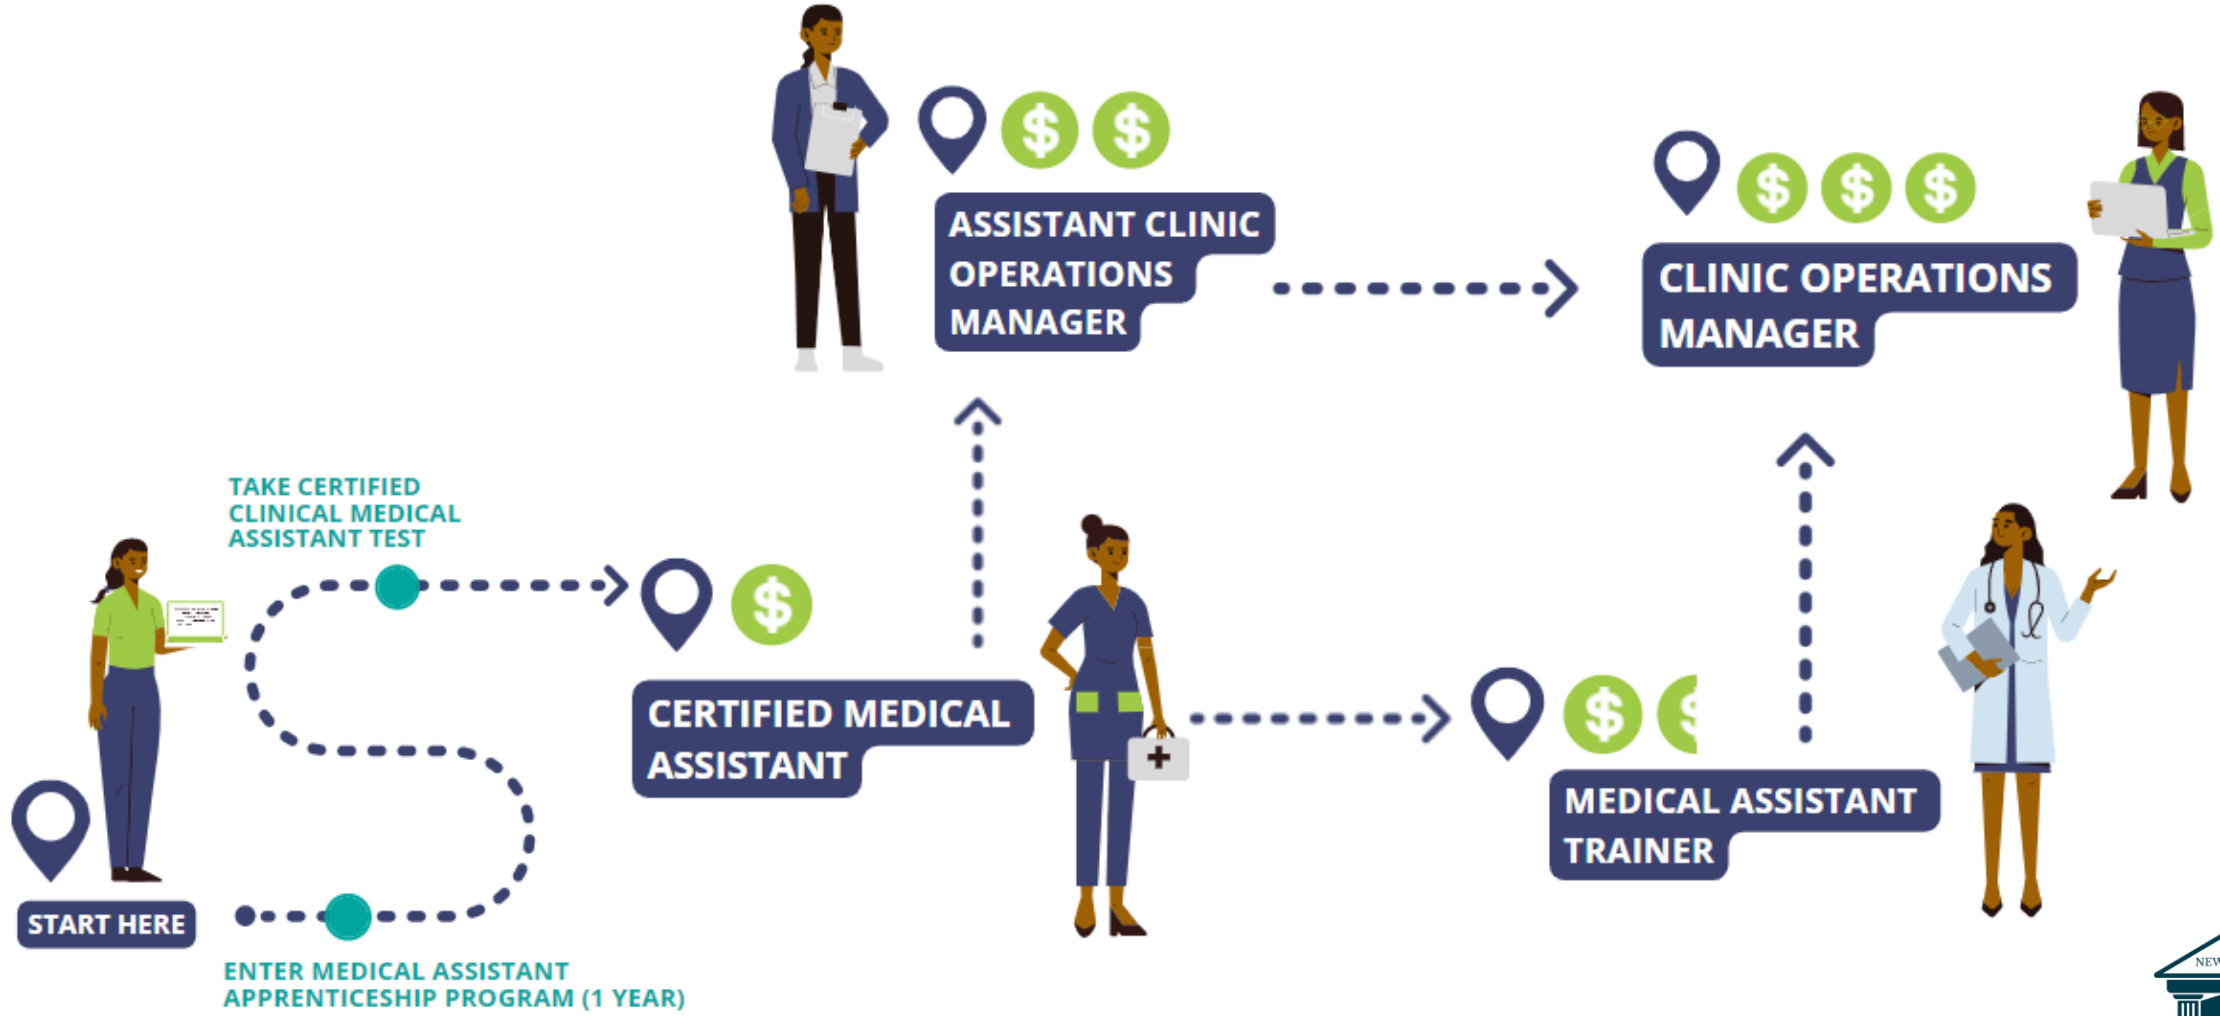 ASSISTANT CLINIC
OPERATIONS
MANAGER
CLINIC OPERATIONS
MANAGER
TAKE CERTIFIED
CLINICAL MEDICAL
ASSISTANT TEST
CERTIFIED MEDICAL
ASSISTANT
MEDICAL ASSISTANT
TRAINER
START HERE
ENTER MEDICAL ASSISTANT
APPRENTICESHIP PROGRAM (1 YEAR)